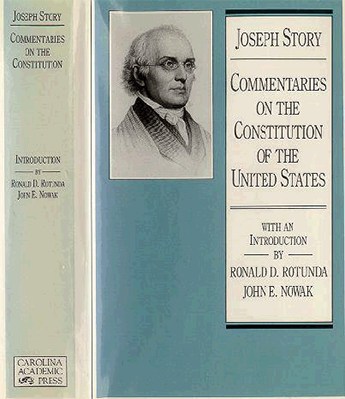 JOSEPH STORY
COMMENTARIES
ON THE
CONSTITUTION
INTRODUCTION
BY
RONALD D. ROTUNDA
JOHN E. NOWAK
CAROLINA
ACADEMIC
PRESS
JOSEPH STORY
COMMENTARIES
ON THE
CONSTITUTION
OF THE
UNITED STATES
WITH AN
INTRODUCTION
BY
RONALD D. ROTUNDA
JOHN E. NOWAK